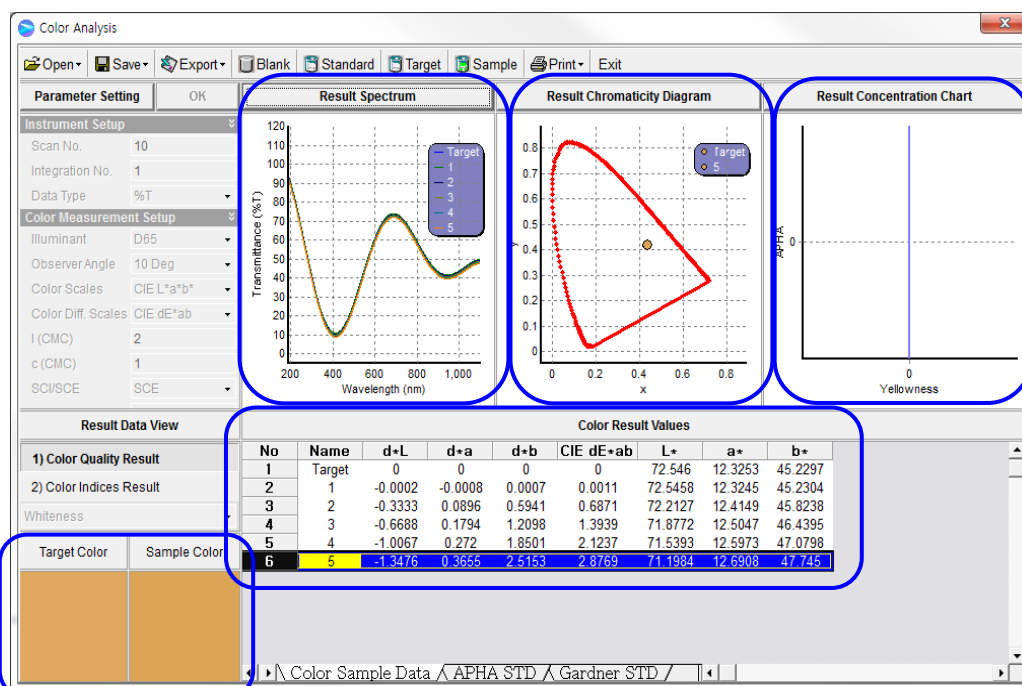 Color Analysis
Open Save Export Blank Standard Target Sample Print Exit
Parameter Setting OK Result Spectrum Result Chromaticity Diagram Result Concentration Chart
Instrument Setup
Scan No. 10
Integration No. 1
Data Type %T
Color Measurement Setup
Illuminant D65
Observer Angle 10 Deg
Color Scales CIE L*a*b*
Color Diff. Scales CIE dE*ab
l (CMC) 2
c (CMC) 1
SCI/SCE SCE
120
110
100
90
80
70
60
50
40
30
20
10
0
Transmittance (%T)
200 400 600 800 1,000
Wavelength (nm)
Target
1
2
3
4
5
0.8
0.7
0.6
0.5
0.4
0.3
0.2
0.1
0
y
0 0.2 0.4 0.6 0.8
x
Target
5
APHA
0
0
Yellowness
Result Data View Color Result Values
1) Color Quality Result
2) Color Indices Result
Whiteness
Target Color Sample Color
No Name d*L d*a d*b CIE dE*ab L* a* b*
1 Target 0 0 0 0 72.546 12.3253 45.2297
2 1 -0.0002 -0.0008 0.0007 0.0011 72.5458 12.3245 45.2304
3 2 -0.3333 0.0896 0.5941 0.6871 72.2127 12.4149 45.8238
4 3 -0.6688 0.1794 1.2098 1.3939 71.8772 12.5047 46.4395
5 4 -1.0067 0.272 1.8501 2.1237 71.5393 12.5973 47.0798
6 5 -1.3476 0.3655 2.5153 2.8769 71.1984 12.6908 47.745
Color Sample Data APHA STD Gardner STD